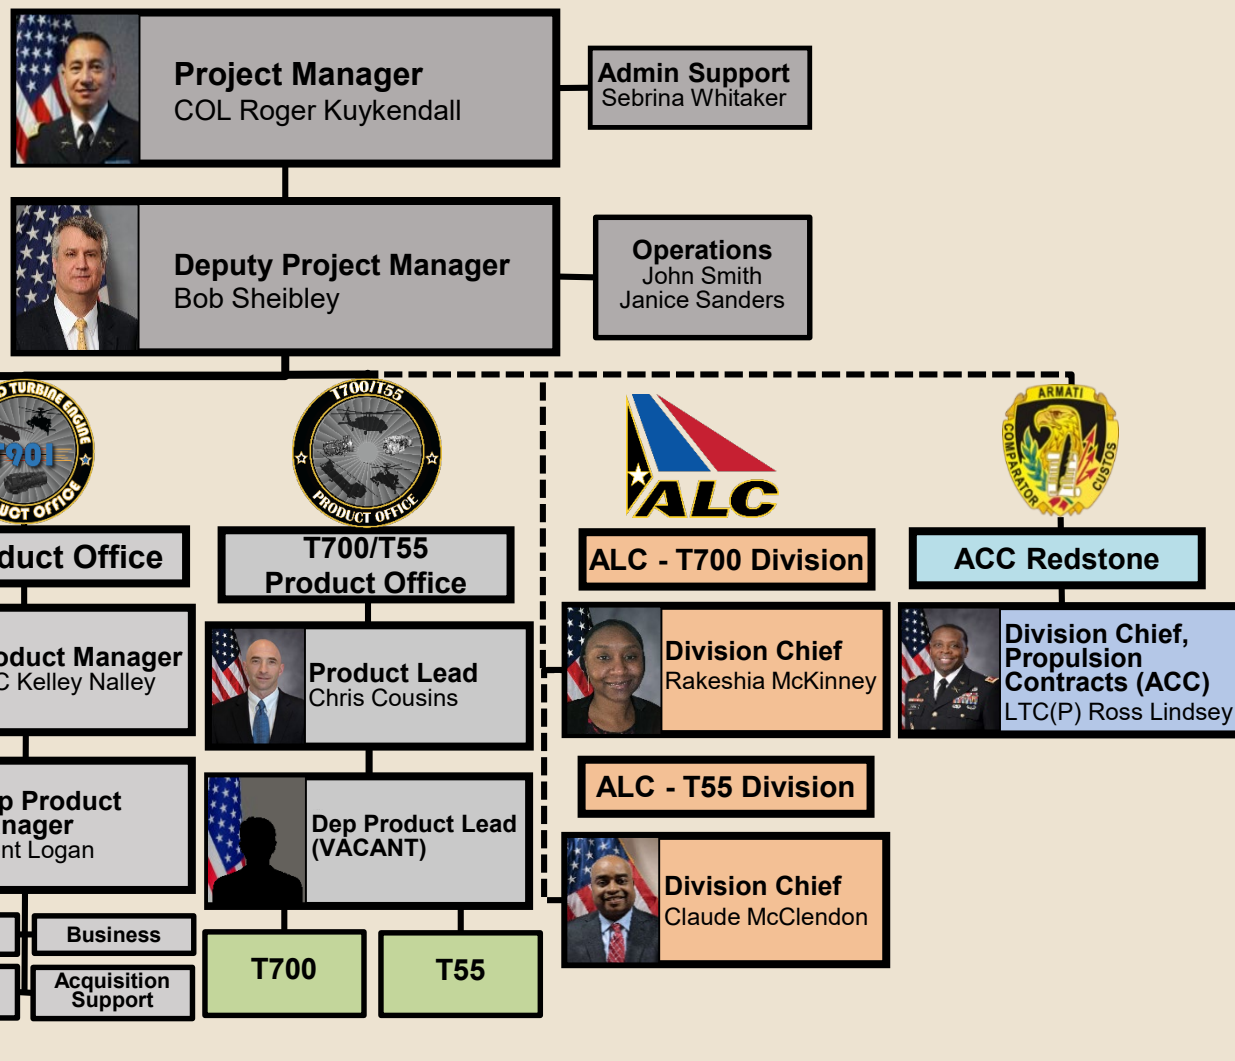 Project Manager
COL Roger Kuykendall
Admin Support
Sebrina Whitaker
Deputy Project Manager
Bob Sheibley
Operations
John Smith
Janice Sanders
TURBINE ENGINE
T901
OFFICE
duct Office
oduct Manager
C Kelley Nalley
p Product
nager
nt Logan
Business
Acquisition
Support
T700/T55
PRODUCT OFFICE
T700/T55
Product Office
Product Lead
Chris Cousins
Dep Product Lead
(VACANT)
T700
T55
ALC
ALC - T700 Division
Division Chief
Rakeshia McKinney
ALC - T55 Division
Division Chief
Claude McClendon
ARMATI
COMPARATOR
CUSTOS
ACC Redstone
Division Chief,
Propulsion
Contracts (ACC)
LTC(P) Ross Lindsey